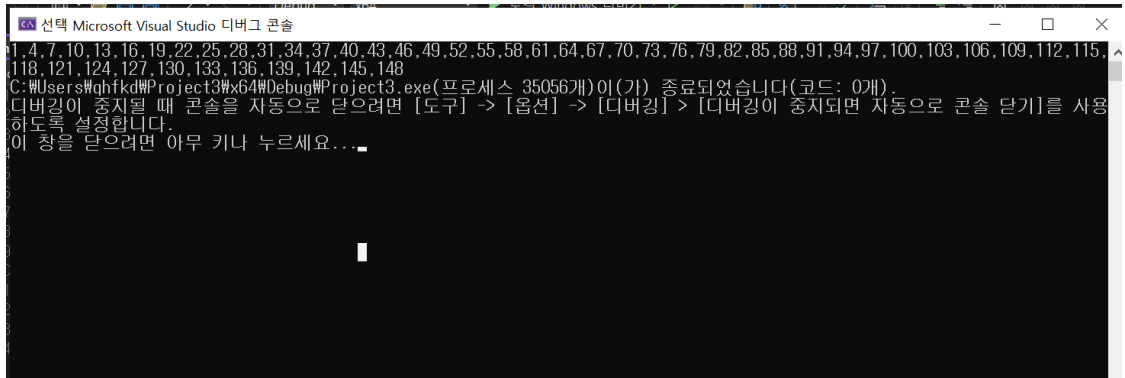 선택 Microsoft Visual Studio 디버그 콘솔
1,4,7,10,13,16,19,22,25,28,31,34,37,40,43,46,49,52,55,58,61,64,67,70,73,76,79,82,85,88,91,94,97,100,103,106,109,112,115,
118,121,124,127,130,133,136,139,142,145,148
C:₩Users₩qhfkd₩Project3₩x64₩Debug₩Project3.exe(프로세스 35056개)이(가) 종료되었습니다(코드: 0개).
디버깅이 중지될 때 콘솔을 자동으로 닫으려면 [도구] -> [옵션] -> [디버깅] > [디버깅이 중지되면 자동으로 콘솔 닫기]를 사용
하도록 설정합니다.
이 창을 닫으려면 아무 키나 누르세요...